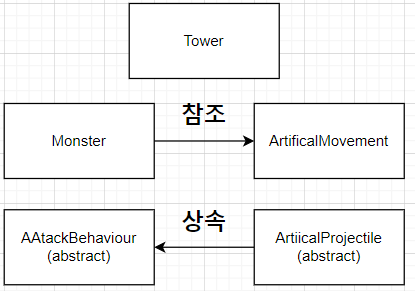 Tower
참조
Monster
ArtificalMovement
상속
AAtackBehaviour
(abstract)
ArtiicalProjectile
(abstract)